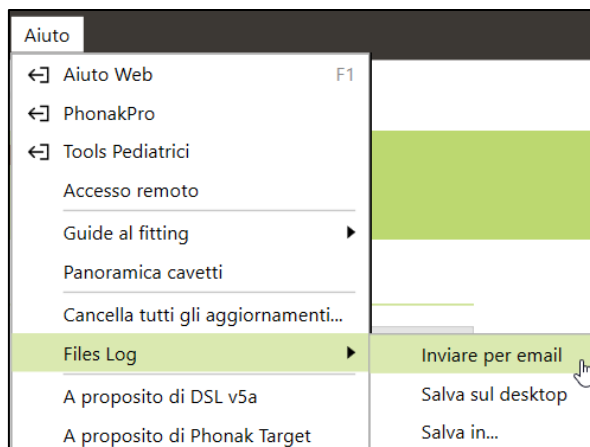 Aiuto
Aiuto Web F1
PhonakPro
Tools Pediatrici
Accesso remoto
Guide al fitting
Panoramica cavetti
Cancella tutti gli aggiornamenti...
Files Log
Inviare per email
A proposito di DSL v5a
Salva sul desktop
A proposito di Phonak Target
Salva in...